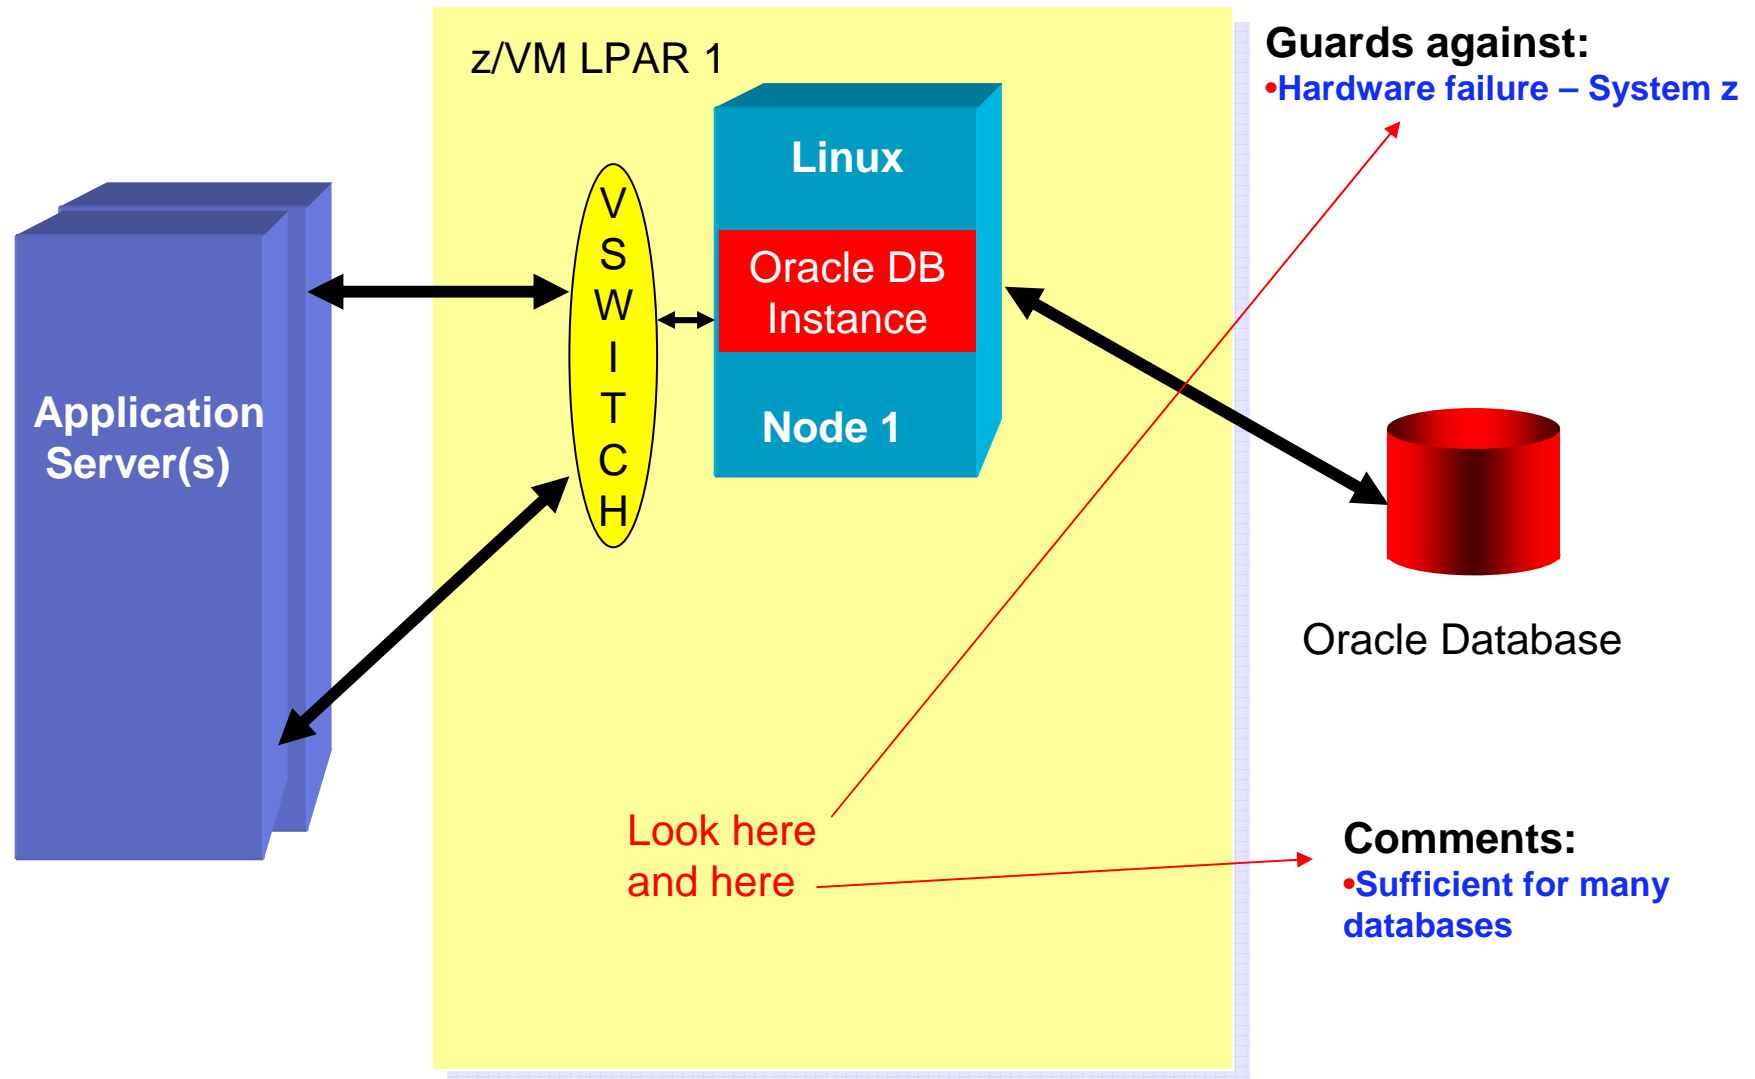 z/VM LPAR 1
Guards against:
•Hardware failure – System z
Linux
Oracle DB
Instance
Node 1
V
S
W
I
T
C
H
Application
Server(s)
Oracle Database
Look here
and here
Comments:
•Sufficient for many
databases